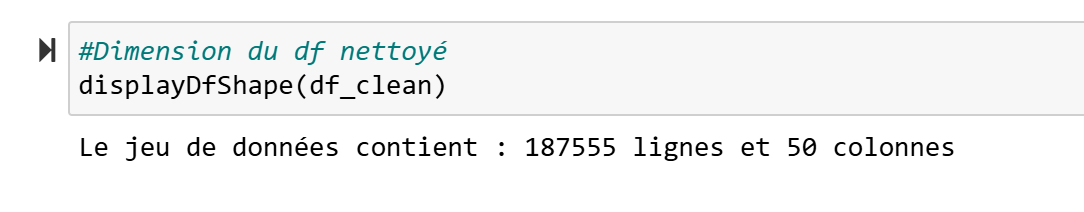 #Dimension du df nettoyé
displayDfShape(df_clean)
Le jeu de données contient : 187555 lignes et 50 colonnes